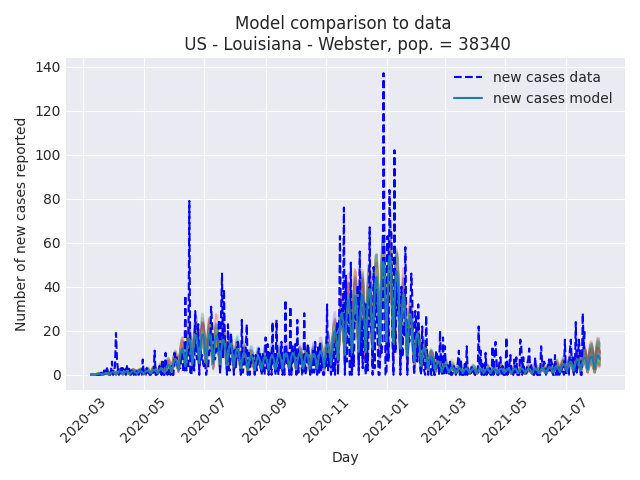 Model comparison to data
US - Louisiana - Webster, pop. = 38340
new cases data
new cases model
Number of new cases reported
140
120
100
80
60
40
20
0
2020-03
2020-05
2020-07
2020-09
2020-11
2021-01
2021-03
2021-05
2021-07
Day